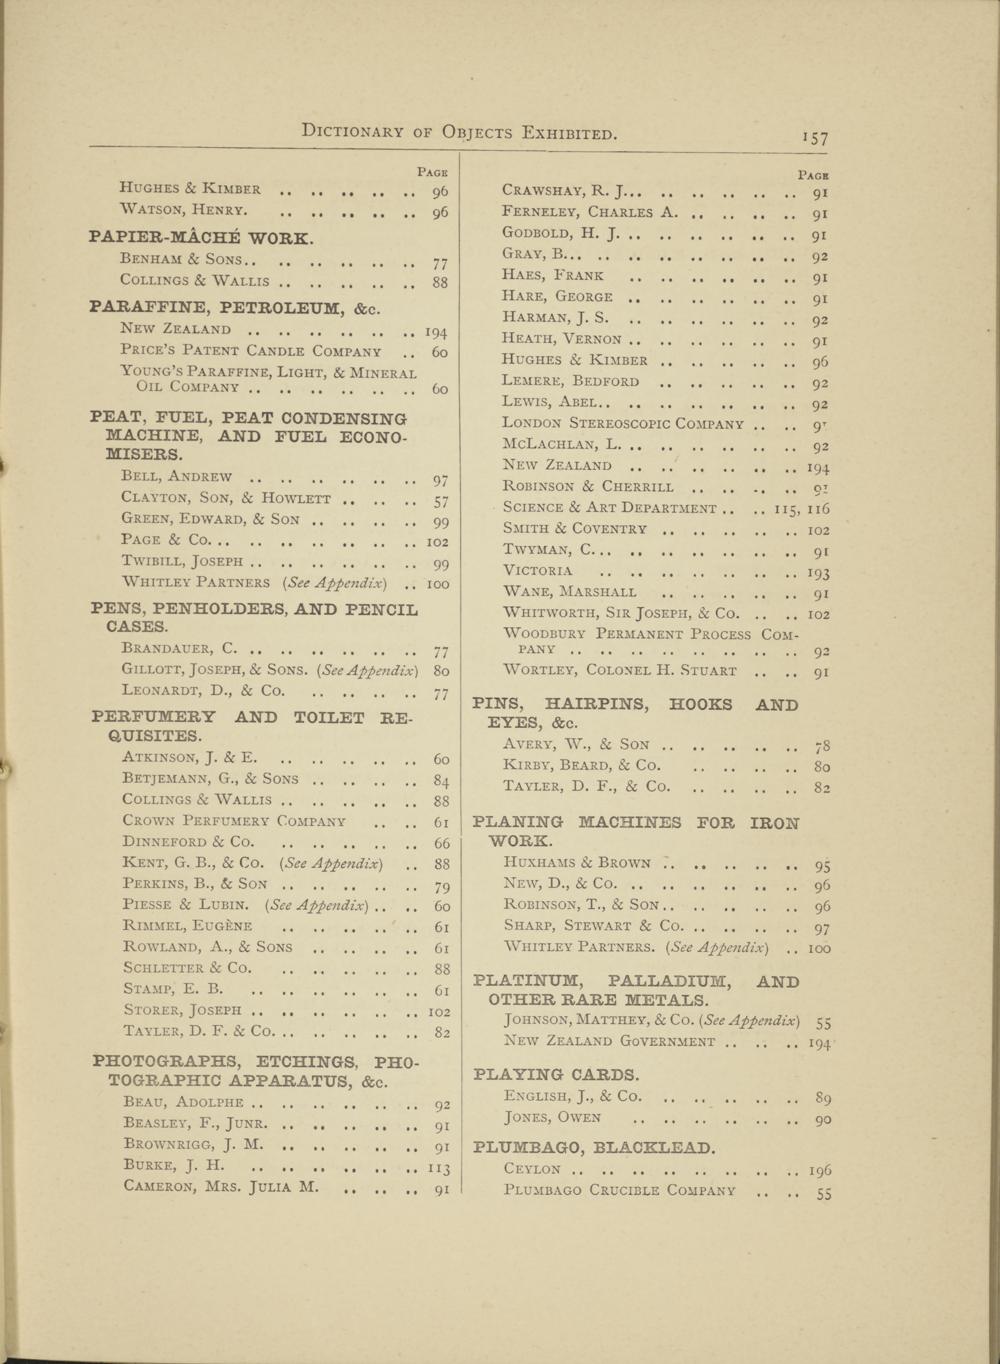 DICTIONARY OF OBJECTS EXHIBITED.
157
PAGE
HUGHES & KIMBER .. .. .. .. .. 96
WATSON, HENRY. .. .. .. .. .. 96
PAPIER-MÂCHÉ WORK.
BENHAM & SONS.. .. .. .. .. .. 77
COLLINGS & WALLIS .. .. .. .. .. 88
PARAFFINE, PETROLEUM, &c.
NEW ZEALAND .. .. .. .. .. .. 194
PRICE'S PATENT CANDLE COMPANY .. 60
YOUNG'S PARAFFINE, LIGHT, & MINERAL
OIL COMPANY .. .. .. .. .. .. 60
PEAT, FUEL, PEAT CONDENSING
MACHINE, AND FUEL ECONO-
MISERS.
BELL, ANDREW .. .. .. .. .. .. 97
CLAYTON, SON, & HOWLETT .. .. .. 57
GREEN, EDWARD, & SON .. .. .. .. 99
PAGE & CO. .. .. .. .. .. .. .. 102
TWIBILL, JOSEPH .. .. .. .. .. .. 99
WHITLEY PARTNERS (See Appendix) .. 100
PENS, PENHOLDERS, AND PENCIL
CASES.
BRANDAUER, C. .. .. .. .. .. .. 77
GILLOTT, JOSEPH, & SONS. (See Appendix) 80
LEONARDT, D., & CO. .. .. .. .. 77
PERFUMERY AND TOILET RE-
QUISITES.
ATKINSON, J. & E. .. .. .. .. .. 60
BETJEMANN, G., & SONS .. .. .. .. 84
COLLINGS & WALLIS .. .. .. .. .. 88
CROWN PERFUMERY COMPANY .. .. 61
DINNEFORD & CO. .. .. .. .. .. 66
KENT, G. B., & CO. (See Appendix) .. 88
PERKINS, B., & SON .. .. .. .. .. 79
PIESSE & LUBIN. (See Appendix) .. .. 60
RIMMEL, EUGÈNE .. .. .. .. .. 61
ROWLAND, A., & SONS .. .. .. .. 61
SCHLETTER & CO. .. .. .. .. .. 88
STAMP, E. B. .. .. .. .. .. .. 61
STORER, JOSEPH .. .. .. .. .. .. 102
TAYLER, D. F. & CO. .. .. .. .. .. 82
PHOTOGRAPHS, ETCHINGS, PHO-
TOGRAPHIC APPARATUS, &c.
BEAU, ADOLPHE .. .. .. .. .. .. 92
BEASLEY, F., JUNR. .. .. .. .. .. 91
BROWNRIGG, J. M. .. .. .. .. .. 91
BURKE, J. H. .. .. .. .. .. .. 113
CAMERON, MRS. JULIA M. .. .. .. 91
PAGE
CRAWSHAY, R. J... .. .. .. .. .. 91
FERNELEY, CHARLES A. .. .. .. .. 91
GODBOLD, H. J. .. .. .. .. .. .. 91
GRAY, B... .. .. .. .. .. .. .. 92
HAES, FRANK .. .. .. .. .. .. 91
HARE, GEORGE .. .. .. .. .. .. 91
HARMAN, J. S. .. .. .. .. .. .. 92
HEATH, VERNON .. .. .. .. .. .. 91
HUGHES & KIMBER .. .. .. .. .. 96
LEMERE, BEDFORD .. .. .. .. .. 92
LEWIS, ABEL.. .. .. .. .. .. .. 92
LONDON STEREOSCOPIC COMPANY .. .. 91
MCLACHLAN, L. .. .. .. .. .. .. 92
NEW ZEALAND .. .. .. .. .. .. 194
ROBINSON & CHERRILL .. .. .. .. 91
SCIENCE & ART DEPARTMENT .. .. 115, 116
SMITH & COVENTRY .. .. .. .. .. 102
TWYMAN, C... .. .. .. .. .. .. 91
VICTORIA .. .. .. .. .. .. .. 193
WANE, MARSHALL .. .. .. .. .. 91
WHITWORTH, SIR JOSEPH, & CO. .. .. 102
WOODBURY PERMANENT PROCESS COM-
PANY .. .. .. .. .. .. .. .. 92
WORTLEY, COLONEL H. STUART .. .. 91
PINS, HAIRPINS, HOOKS AND
EYES, &c.
AVERY, W., & SON .. .. .. .. .. 78
KIRBY, BEARD, & CO. .. .. .. .. 80
TAYLER, D. F., & CO. .. .. .. .. 82
PLANING MACHINES FOR IRON
WORK.
HUXHAMS & BROWN .. .. .. .. .. 95
NEW, D., & CO. .. .. .. .. .. .. 96
ROBINSON, T., & SON.. .. .. .. .. 96
SHARP, STEWART & CO. .. .. .. .. 97
WHITLEY PARTNERS. (See Appendix) .. 100
PLATINUM, PALLADIUM, AND
OTHER RARE METALS.
JOHNSON, MATTHEY, & CO. (See Appendix) 55
NEW ZEALAND GOVERNMENT .. .. .. 194
PLAYING CARDS.
ENGLISH, J., & CO. .. .. .. .. .. 89
JONES, OWEN .. .. .. .. .. .. 90
PLUMBAGO, BLACKLEAD.
CEYLON .. .. .. .. .. .. .. .. 196
PLUMBAGO CRUCIBLE COMPANY .. .. 55